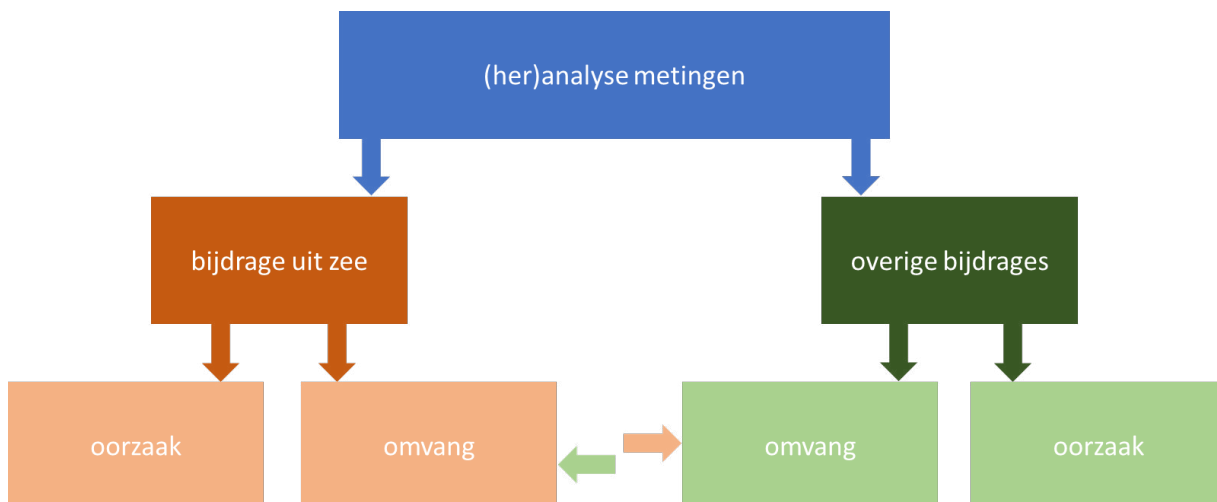 (her)analyse metingen
bijdrage uit zee
overige bijdrages
oorzaak
omvang
omvang
oorzaak